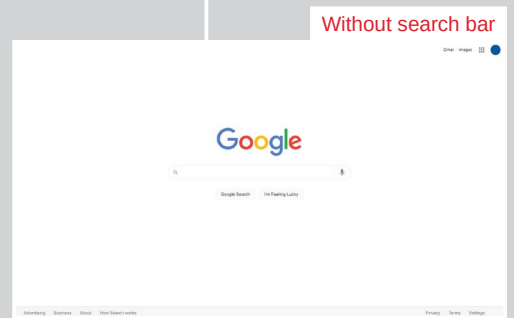 Without search bar
Gmail Images
Google
Google Search I'm Feeling Lucky
Advertising Business About How Search works
Privacy Terms Settings